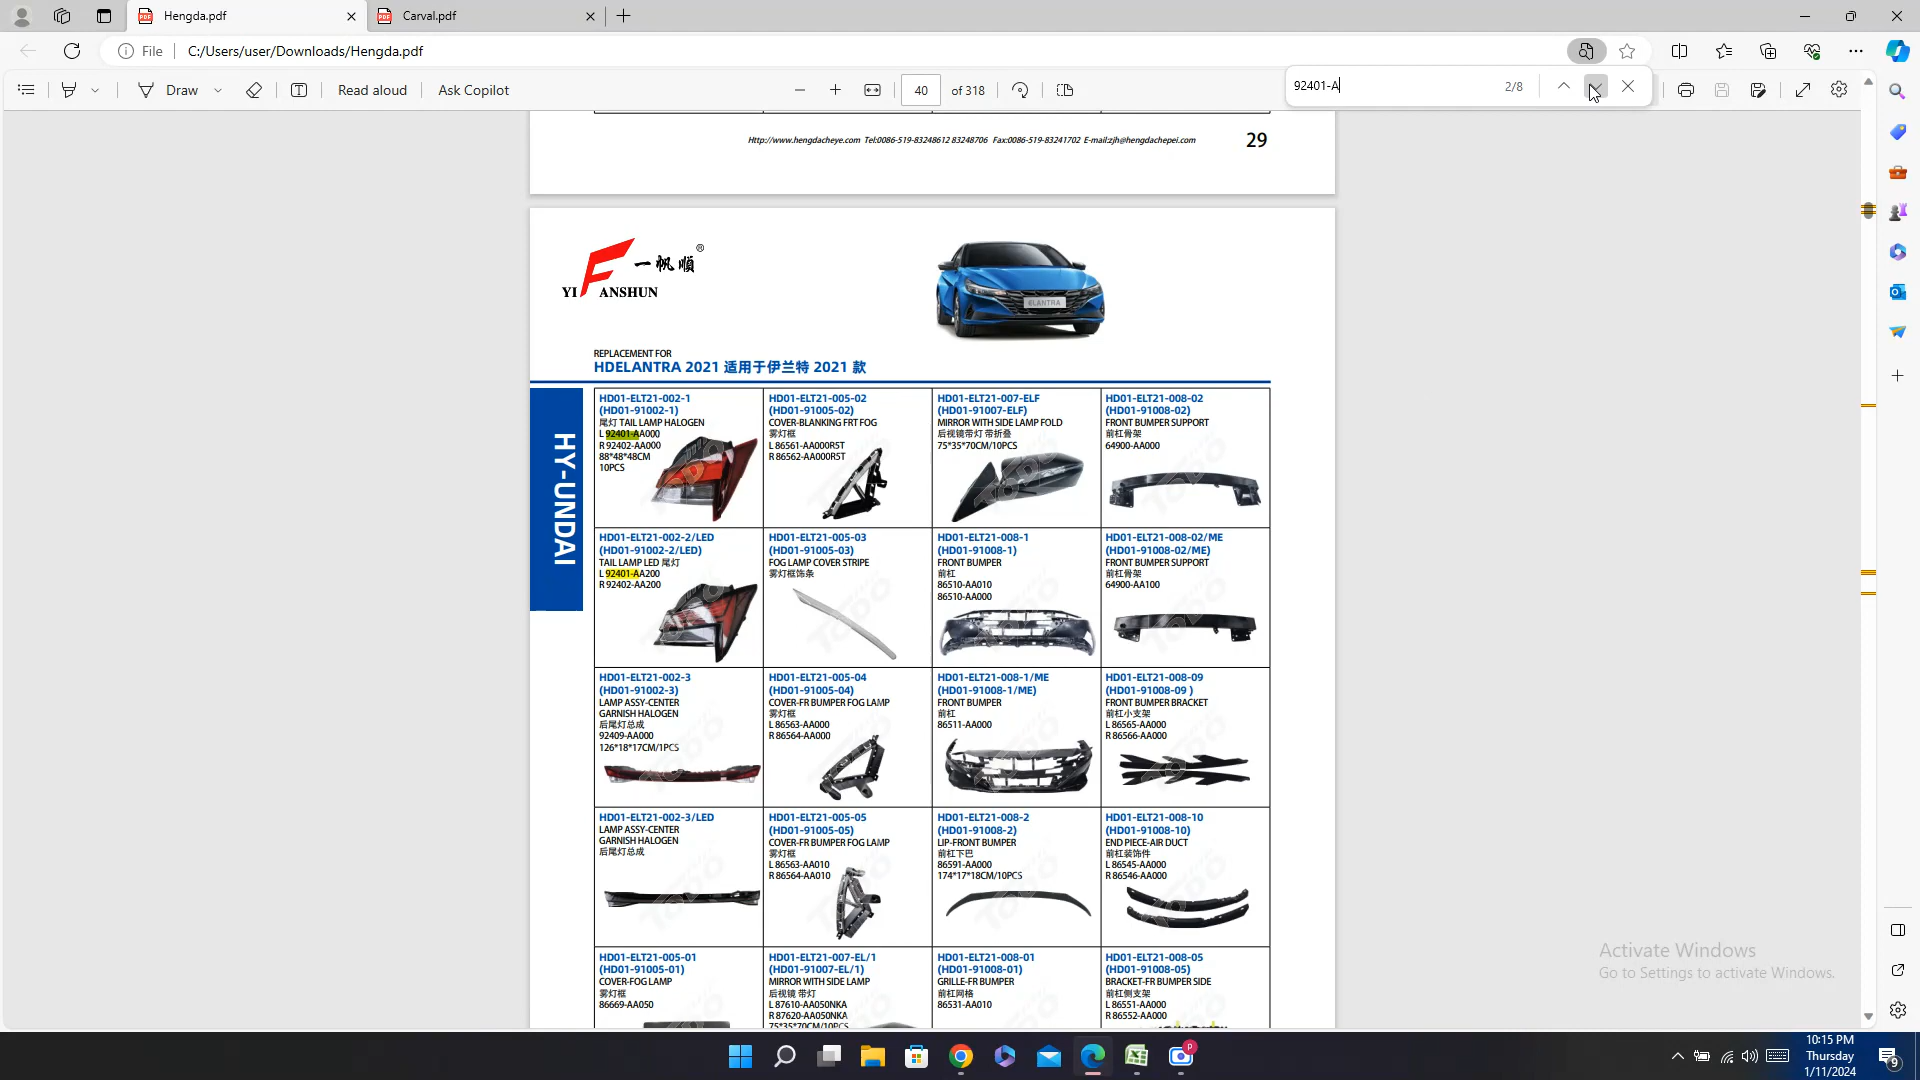 Hengda.pdf
Carval.pdf
File
C:/Users/user/Downloads/Hengda.pdf
Draw
Read aloud
Ask Copilot
40
of 318
92401-A
2/8
Http://www.hengdacheye.com Tel:0086-519-83248612 83248706 Fax:0086-519-83241702 E-mail:zjh@hengdachepei.com
29
一帆順 ®
YI FANSHUN
ELANTRA
REPLACEMENT FOR
HDELANTRA 2021 适用于伊兰特 2021 款
HY-UNDAI
HD01-ELT21-002-1
(HD01-91002-1)
尾灯 TAIL LAMP HALOGEN
L 92401-AA000
R 92402-AA000
88*48*48CM
10PCS
HD01-ELT21-005-02
(HD01-91005-02)
COVER-BLANKING FRT FOG
雾灯框
L 86561-AA000R5T
R 86562-AA000R5T
HD01-ELT21-007-ELF
(HD01-91007-ELF)
MIRROR WITH SIDE LAMP FOLD
后视镜带灯 带折叠
75*35*70CM/10PCS
HD01-ELT21-008-02
(HD01-91008-02)
FRONT BUMPER SUPPORT
前杠骨架
64900-AA000
HD01-ELT21-002-2/LED
(HD01-91002-2/LED)
TAIL LAMP LED 尾灯
L 92401-AA200
R 92402-AA200
HD01-ELT21-005-03
(HD01-91005-03)
FOG LAMP COVER STRIPE
雾灯框饰条
HD01-ELT21-008-1
(HD01-91008-1)
FRONT BUMPER
前杠
86510-AA010
86510-AA000
HD01-ELT21-008-02/ME
(HD01-91008-02/ME)
FRONT BUMPER SUPPORT
前杠骨架
64900-AA100
HD01-ELT21-002-3
(HD01-91002-3)
LAMP ASSY-CENTER
GARNISH HALOGEN
后尾灯总成
92409-AA000
126*18*17CM/1PCS
HD01-ELT21-005-04
(HD01-91005-04)
COVER-FR BUMPER FOG LAMP
雾灯框
L 86563-AA000
R 86564-AA000
HD01-ELT21-008-1/ME
(HD01-91008-1/ME)
FRONT BUMPER
前杠
86511-AA000
HD01-ELT21-008-09
(HD01-91008-09 )
FRONT BUMPER BRACKET
前杠小支架
L 86565-AA000
R 86566-AA000
HD01-ELT21-002-3/LED
LAMP ASSY-CENTER
GARNISH HALOGEN
后尾灯总成
HD01-ELT21-005-05
(HD01-91005-05)
COVER-FR BUMPER FOG LAMP
雾灯框
L 86563-AA010
R 86564-AA010
HD01-ELT21-008-2
(HD01-91008-2)
LIP-FRONT BUMPER
前杠下巴
86591-AA000
174*17*18CM/10PCS
HD01-ELT21-008-10
(HD01-91008-10)
END PIECE-AIR DUCT
前杠装饰件
L 86545-AA000
R 86546-AA000
HD01-ELT21-005-01
(HD01-91005-01)
COVER-FOG LAMP
雾灯框
86669-AA050
HD01-ELT21-007-EL/1
(HD01-91007-EL/1)
MIRROR WITH SIDE LAMP
后视镜 带灯
L 87610-AA050NKA
R 87620-AA050NKA
75*35*70CM/10PCS
HD01-ELT21-008-01
(HD01-91008-01)
GRILLE-FR BUMPER
前杠网格
86531-AA010
HD01-ELT21-008-05
(HD01-91008-05)
BRACKET-FR BUMPER SIDE
前杠侧支架
L 86551-AA000
R 86552-AA000
Activate Windows
Go to Settings to activate Windows.
10:15 PM
Thursday
1/11/2024
9